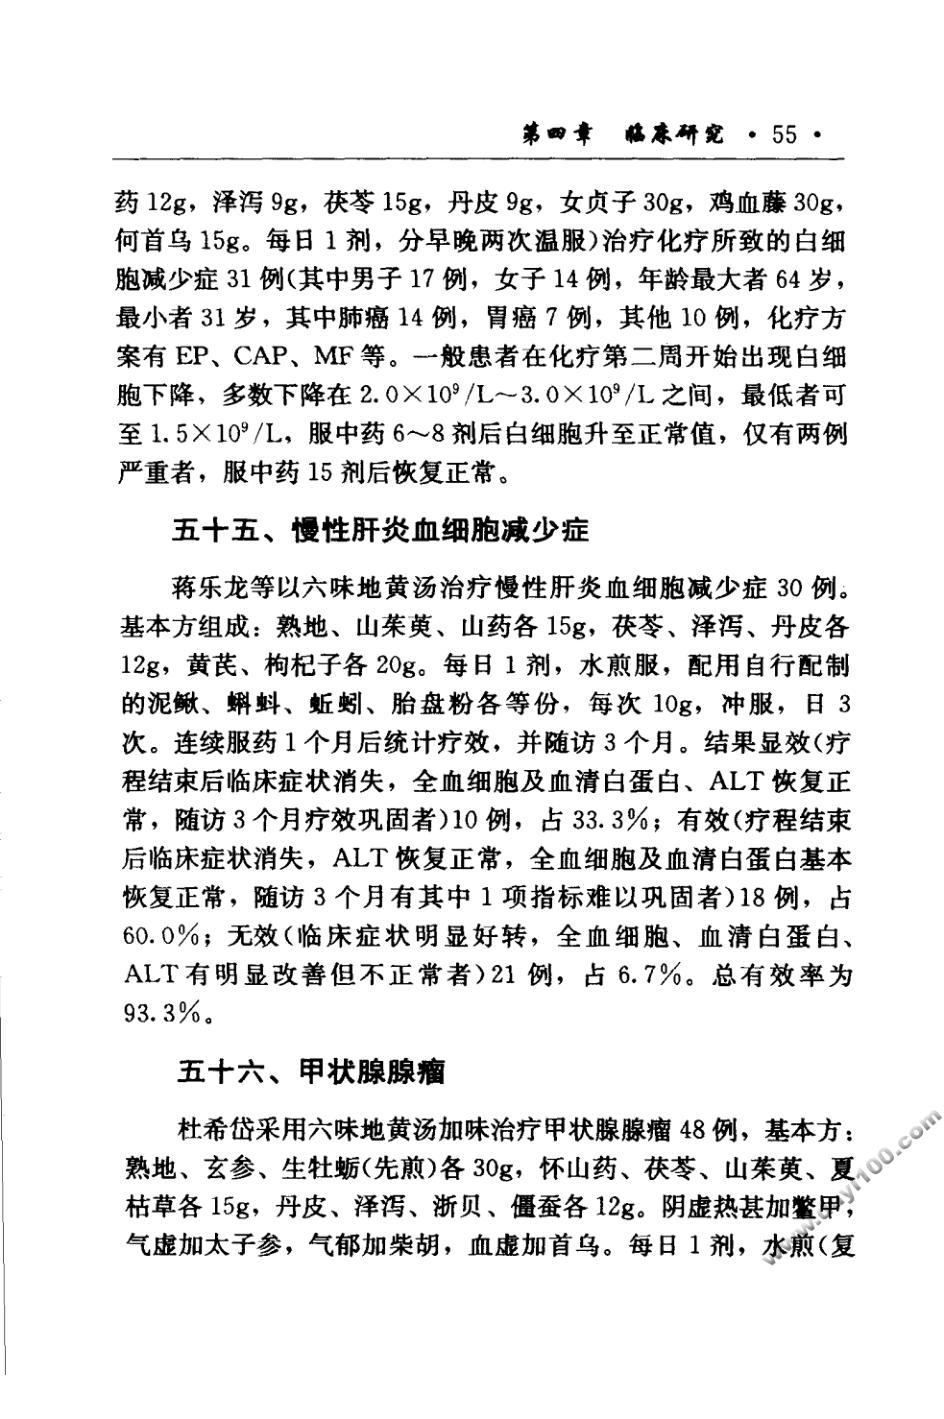 第四章 临床研究 · 55 ·
药 12g，泽泻 9g，茯苓 15g，丹皮 9g，女贞子 30g，鸡血藤 30g，
何首乌 15g。每日 1 剂，分早晚两次温服)治疗化疗所致的白细
胞减少症 31 例(其中男子 17 例，女子 14 例，年龄最大者 64 岁，
最小者 31 岁，其中肺癌 14 例，胃癌 7 例，其他 10 例，化疗方
案有 EP、CAP、MF 等。一般患者在化疗第二周开始出现白细
胞下降，多数下降在 2.0×10⁹/L～3.0×10⁹/L 之间，最低者可
至 1.5×10⁹/L，服中药 6～8 剂后白细胞升至正常值，仅有两例
严重者，服中药 15 剂后恢复正常。
五十五、慢性肝炎血细胞减少症
蒋乐龙等以六味地黄汤治疗慢性肝炎血细胞减少症 30 例。
基本方组成：熟地、山茱萸、山药各 15g，茯苓、泽泻、丹皮各
12g，黄芪、枸杞子各 20g。每日 1 剂，水煎服，配用自行配制
的泥鳅、蝌蚪、蚯蚓、胎盘粉各等份，每次 10g，冲服，日 3
次。连续服药 1 个月后统计疗效，并随访 3 个月。结果显效(疗
程结束后临床症状消失，全血细胞及血清白蛋白、ALT 恢复正
常，随访 3 个月疗效巩固者)10 例，占 33.3%；有效(疗程结束
后临床症状消失，ALT 恢复正常，全血细胞及血清白蛋白基本
恢复正常，随访 3 个月有其中 1 项指标难以巩固者)18 例，占
60.0%；无效(临床症状明显好转，全血细胞、血清白蛋白、
ALT 有明显改善但不正常者)21 例，占 6.7%。总有效率为
93.3%。
五十六、甲状腺腺瘤
杜希岱采用六味地黄汤加味治疗甲状腺腺瘤 48 例，基本方：
熟地、玄参、生牡蛎(先煎)各 30g，怀山药、茯苓、山茱萸、夏
枯草各 15g，丹皮、泽泻、浙贝、僵蚕各 12g。阴虚热甚加鳖甲，
气虚加太子参，气郁加柴胡，血虚加首乌。每日 1 剂，水煎(复